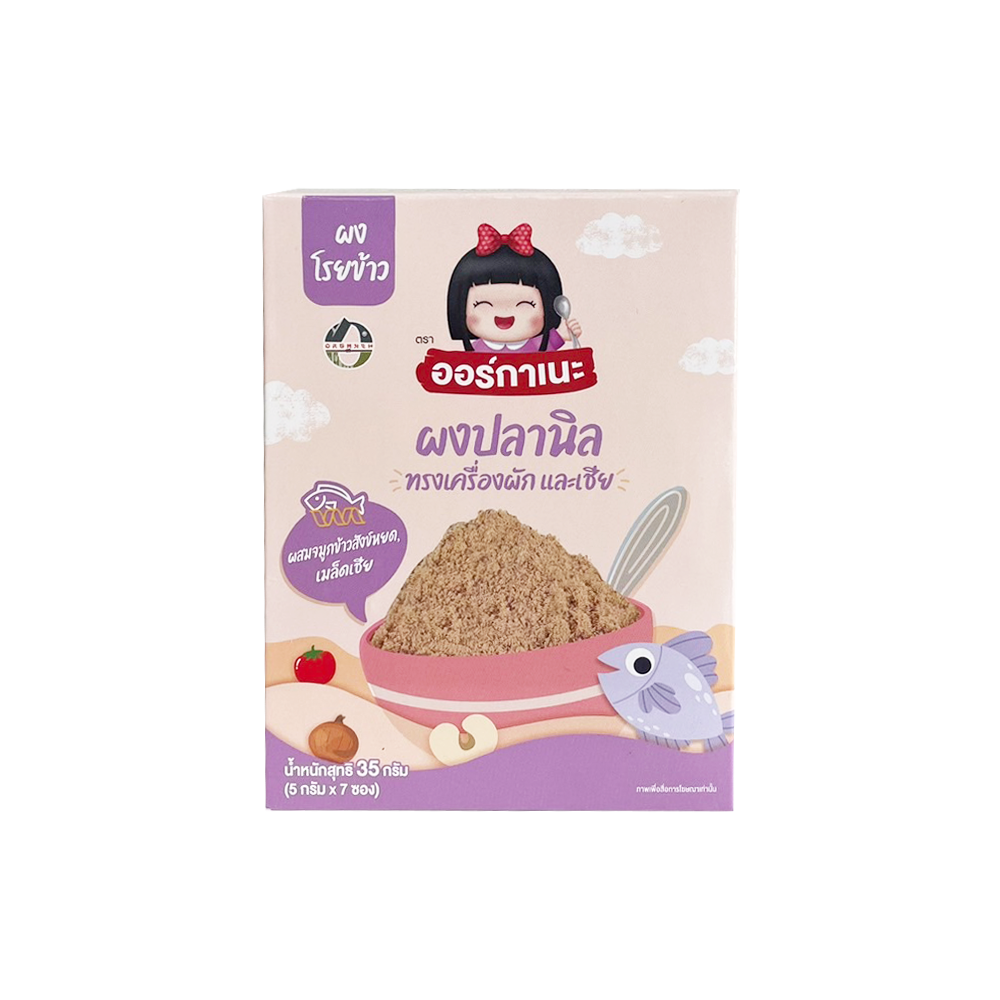 ผง
โรยข้าว
ORGANEH
ตรา
ออร์กาเนะ
ผงปลานิล
ทรงเครื่องผัก และเชีย
ผสมจมูกข้าวสังข์หยด,
เมล็ดเชีย
น้ำหนักสุทธิ 35 กรัม
(5 กรัม x 7 ซอง)
ภาพเพื่อสื่อการโฆษณาเท่านั้น